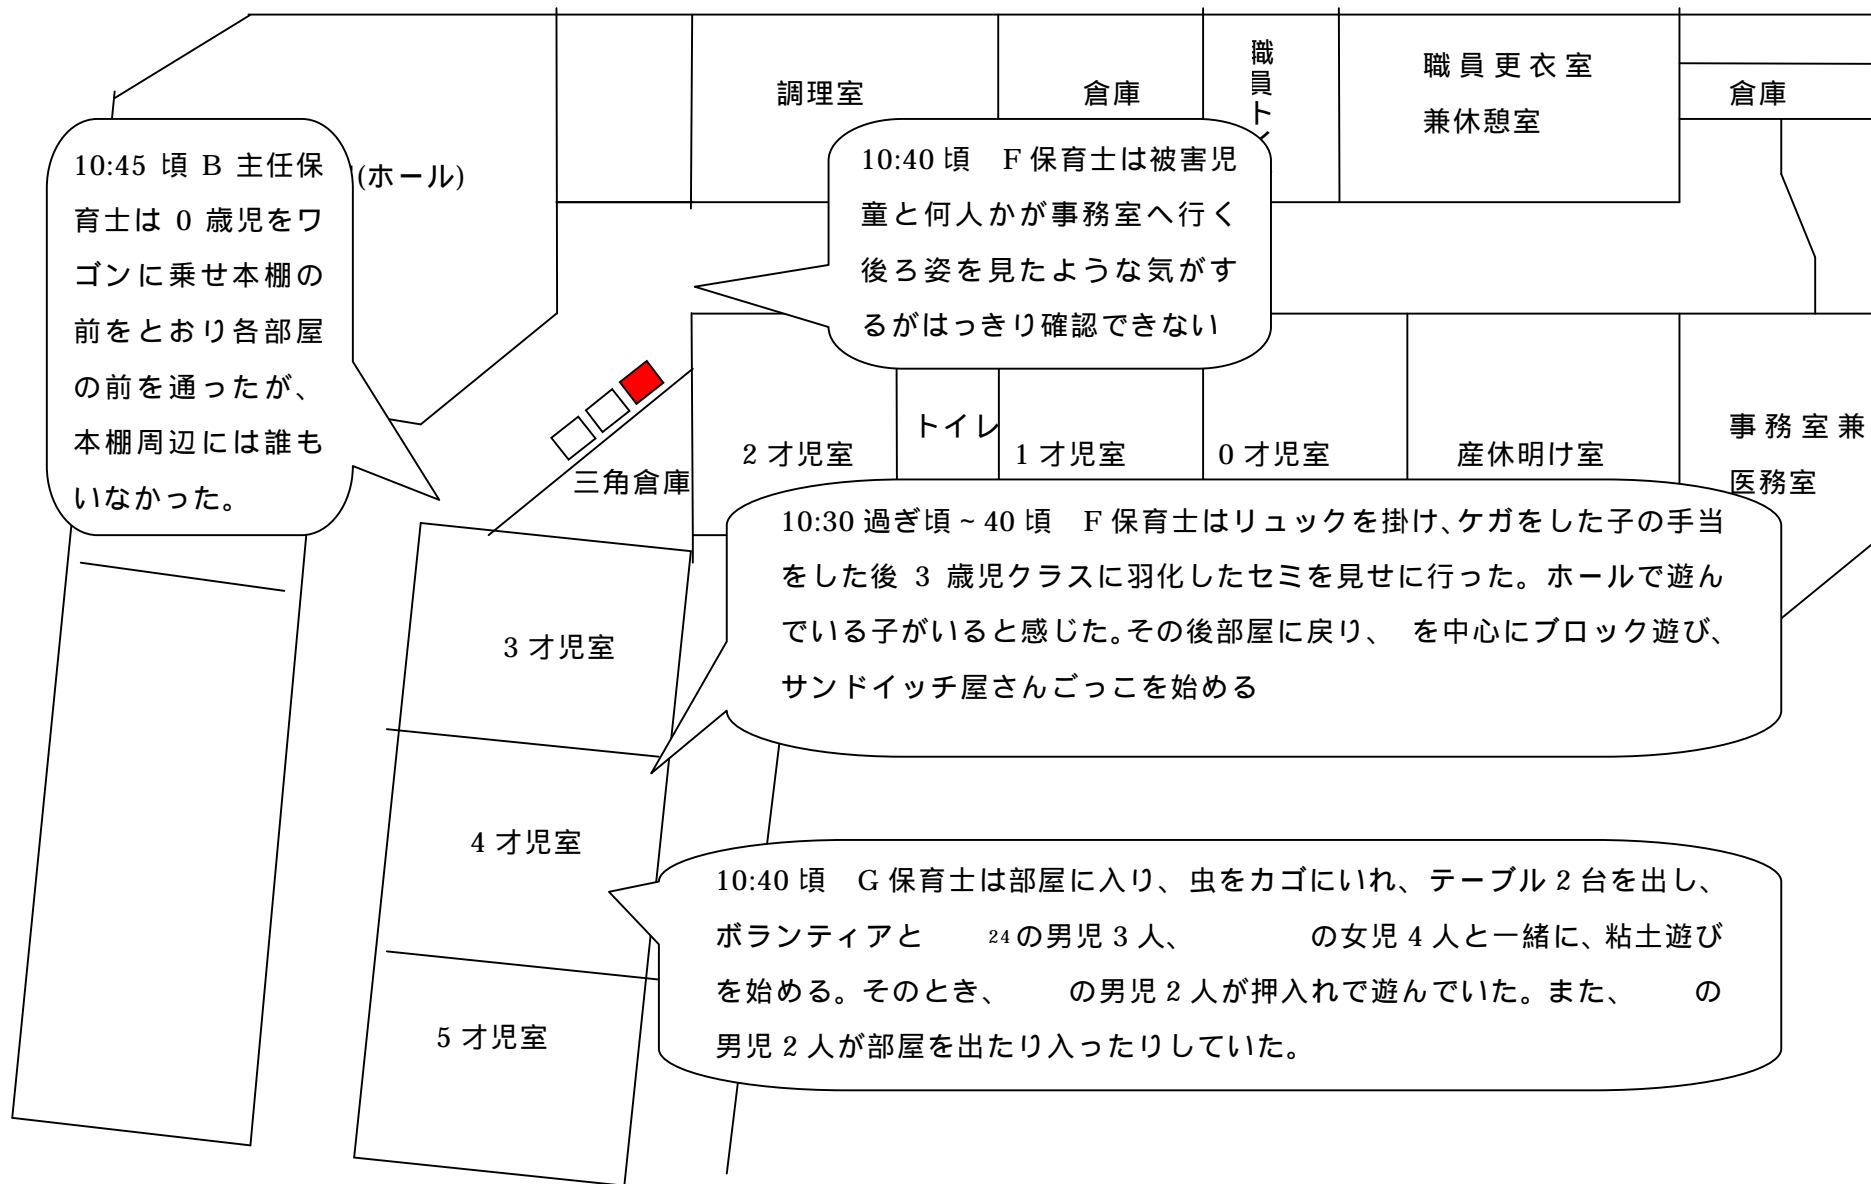 調理室
倉庫
職員ト
職員更衣室
兼休憩室
倉庫
(ホール)
10:45 頃 B 主任保
育士は 0 歳児をワ
ゴンに乗せ本棚の
前をとおり各部屋
の前を通ったが、
本棚周辺には誰も
いなかった。
10:40 頃　F 保育士は被害児
童と何人かが事務室へ行く
後ろ姿を見たような気がす
るがはっきり確認できない
三角倉庫
2 才児室
トイレ
1 才児室
0 才児室
産休明け室
事務室兼
医務室
10:30 過ぎ頃~40 頃　F 保育士はリュックを掛け、ケガをした子の手当
をした後 3 歳児クラスに羽化したセミを見せに行った。ホールで遊ん
でいる子がいると感じた。その後部屋に戻り、　を中心にブロック遊び、
サンドイッチ屋さんごっこを始める
3 才児室
4 才児室
10:40 頃　G 保育士は部屋に入り、虫をカゴにいれ、テーブル 2 台を出し、
ボランティアと　　24の男児 3 人、　　　　の女児 4 人と一緒に、粘土遊び
を始める。そのとき、　　の男児 2 人が押入れで遊んでいた。また、　　の
男児 2 人が部屋を出たり入ったりしていた。
5 才児室